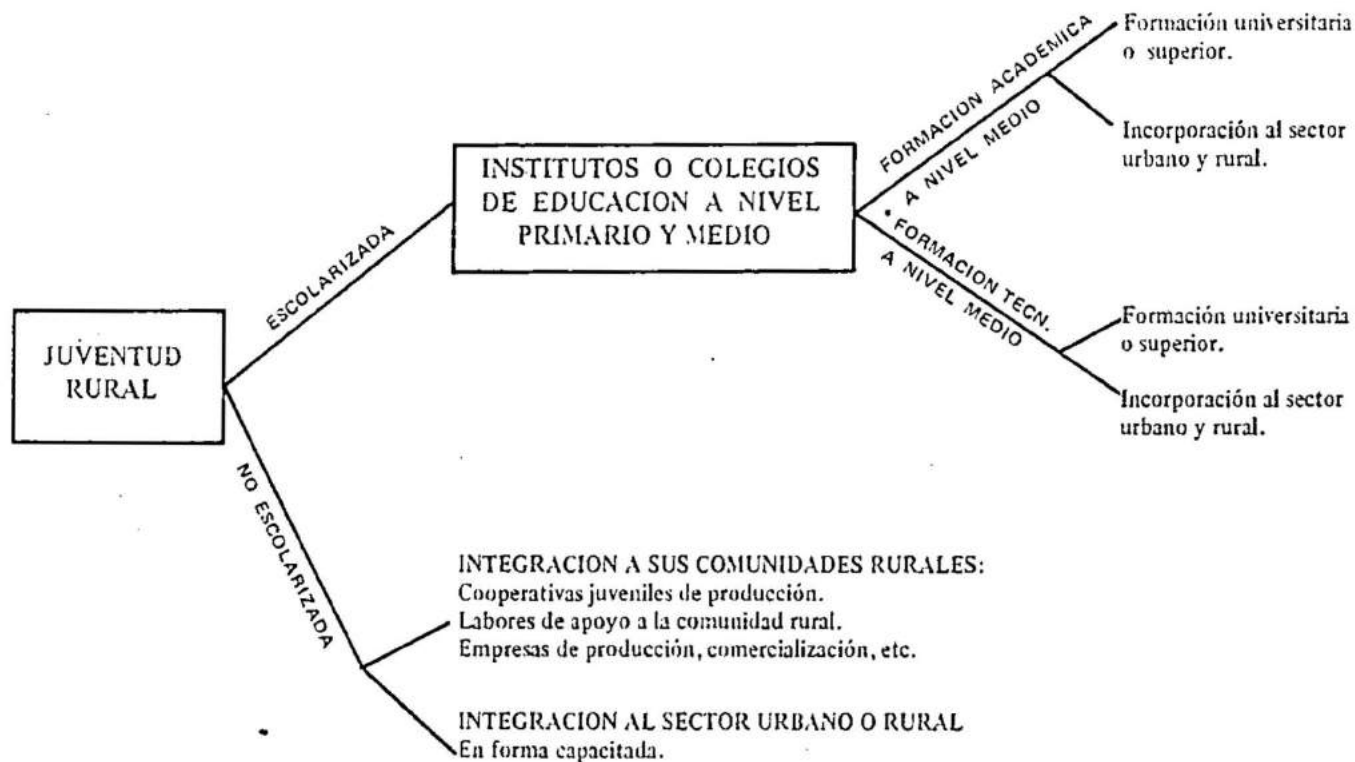 Formación universitaria
o superior.
FORMACION ACADEMICA
A NIVEL MEDIO
Incorporación al sector
urbano y rural.
INSTITUTOS O COLEGIOS
DE EDUCACION A NIVEL
PRIMARIO Y MEDIO
FORMACION TECN.
A NIVEL MEDIO
ESCOLARIZADA
Formación universitaria
o superior.
JUVENTUD
RURAL
Incorporación al sector
urbano y rural.
NO ESCOLARIZADA
INTEGRACION A SUS COMUNIDADES RURALES:
Cooperativas juveniles de producción.
Labores de apoyo a la comunidad rural.
Empresas de producción, comercialización, etc.
INTEGRACION AL SECTOR URBANO O RURAL
En forma capacitada.